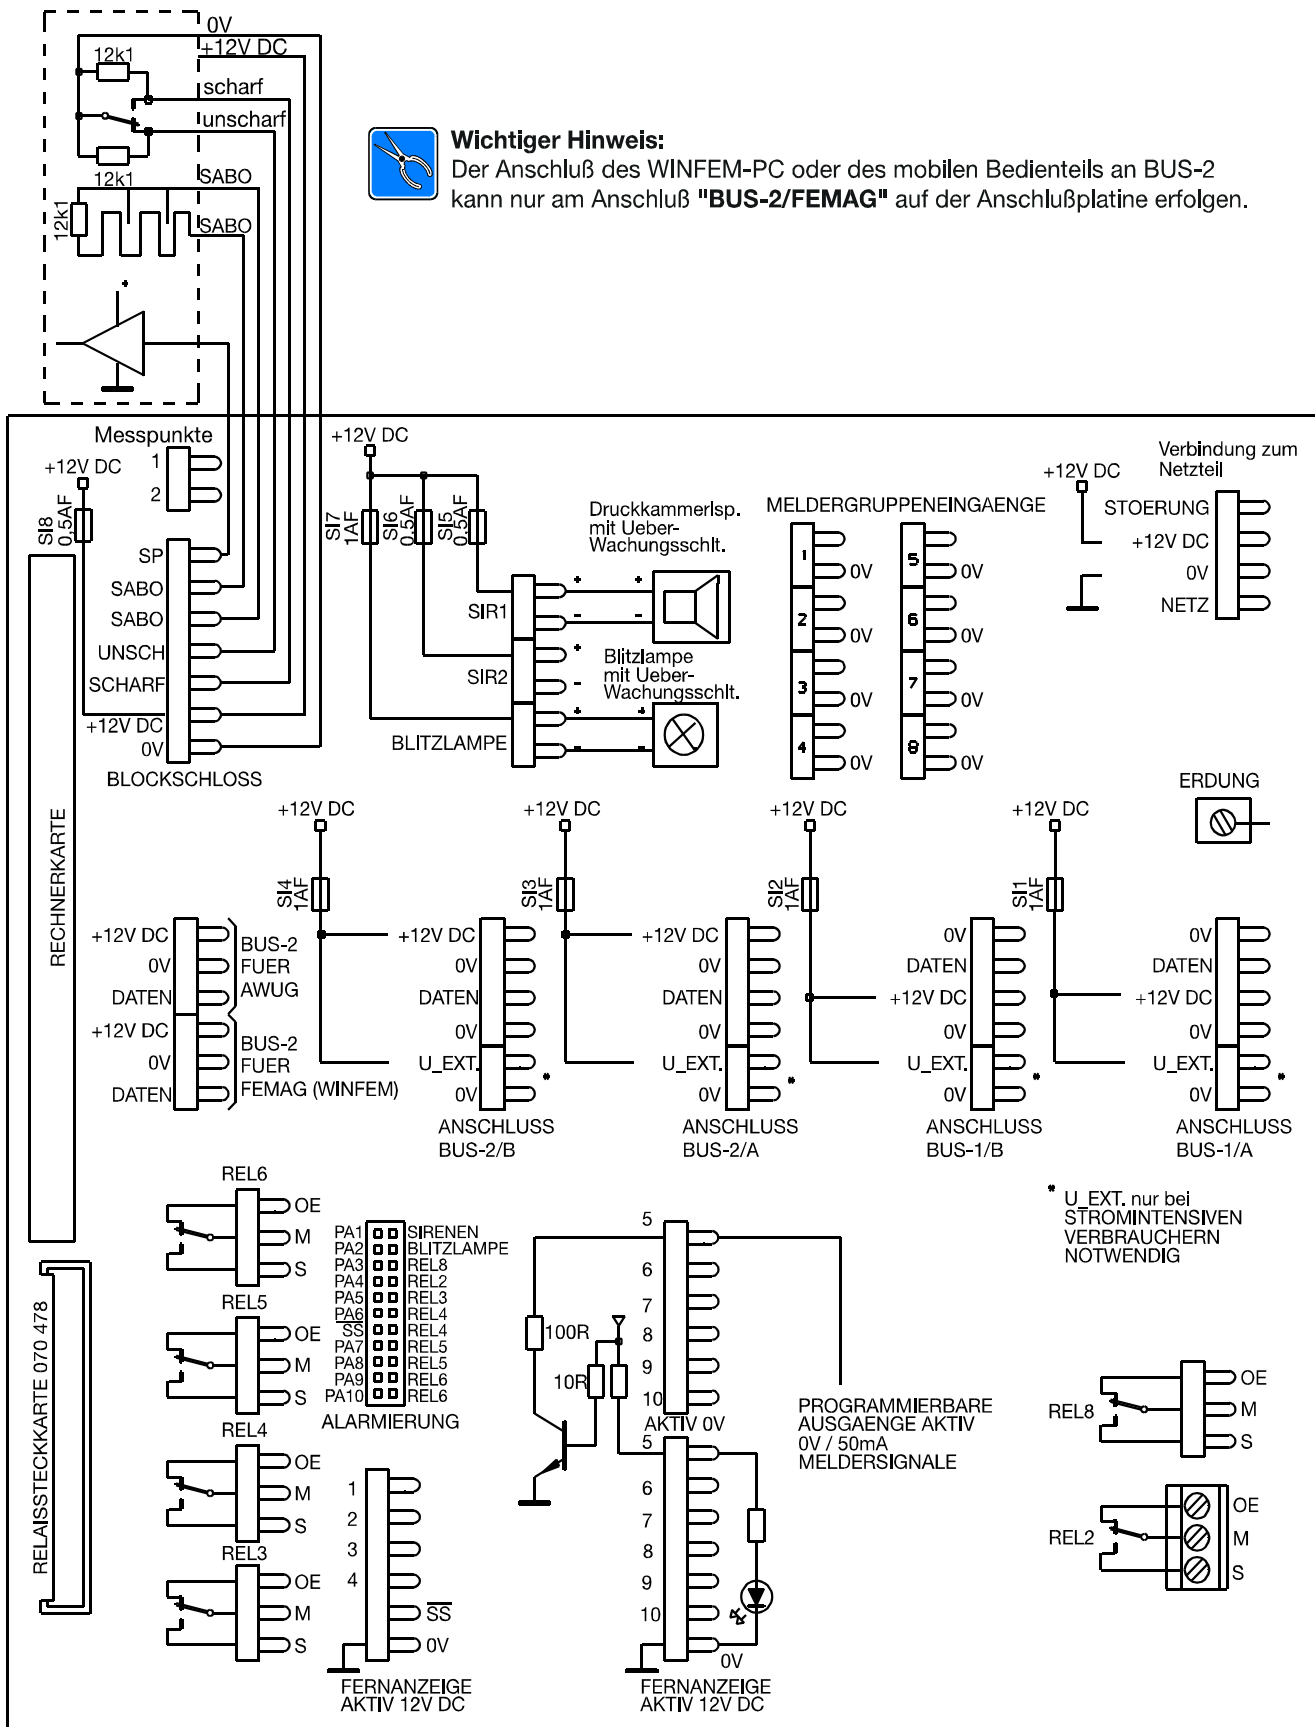 0V
+12V DC
12k1
scharf
unscharf
12k1
SABO
12k1
SABO
*
Wichtiger Hinweis:
Der Anschluß des WINFEM-PC oder des mobilen Bedienteils an BUS-2
kann nur am Anschluß "BUS-2/FEMAG" auf der Anschlußplatine erfolgen.
Messpunkte
1
2
+12V DC
SI8
0,5AF
SP
SABO
SABO
UNSCH
SCHARF
+12V DC
0V
BLOCKSCHLOSS
+12V DC
SI7
1AF
SI6
0.5AF
SI5
0.5AF
SIR1
+ +
- -
SIR2
+
-
BLITZLAMPE
+ +
- -
Druckkammerlsp.
mit Ueber-
Wachungsschlt.
Blitzlampe
mit Ueber-
Wachungsschlt.
MELDERGRUPPENEINGAENGE
1 0V
2 0V
3 0V
4 0V
5 0V
6 0V
7 0V
8 0V
+12V DC
Verbindung zum
Netzteil
STOERUNG
+12V DC
0V
NETZ
ERDUNG
RECHNERKARTE
+12V DC
0V
DATEN
BUS-2
FUER
AWUG
+12V DC
0V
DATEN
BUS-2
FUER
FEMAG (WINFEM)
+12V DC
SI4
1AF
+12V DC
0V
DATEN
0V
U_EXT.
0V
*
ANSCHLUSS
BUS-2/B
+12V DC
SI3
1AF
+12V DC
0V
DATEN
0V
U_EXT.
0V
*
ANSCHLUSS
BUS-2/A
+12V DC
SI2
1AF
0V
DATEN
+12V DC
0V
U_EXT.
0V
*
ANSCHLUSS
BUS-1/B
+12V DC
SI1
1AF
0V
DATEN
+12V DC
0V
U_EXT.
0V
*
ANSCHLUSS
BUS-1/A
* U_EXT. nur bei
STROMINTENSIVEN
VERBRAUCHERN
NOTWENDIG
RELAISSTECKKARTE 070 478
REL6
OE
M
S
REL5
OE
M
S
REL4
OE
M
S
REL3
OE
M
S
PA1 SIRENEN
PA2 BLITZLAMPE
PA3 REL8
PA4 REL2
PA5 REL3
PA6 REL4
S̅S̅ REL4
PA7 REL5
PA8 REL5
PA9 REL6
PA10 REL6
ALARMIERUNG
1
2
3
4
S̅S̅
0V
FERNANZEIGE
AKTIV 12V DC
100R
10R
5
6
7
8
9
10
AKTIV 0V
5
6
7
8
9
10
0V
FERNANZEIGE
AKTIV 12V DC
PROGRAMMIERBARE
AUSGAENGE AKTIV
0V / 50mA
MELDERSIGNALE
REL8
OE
M
S
REL2
OE
M
S